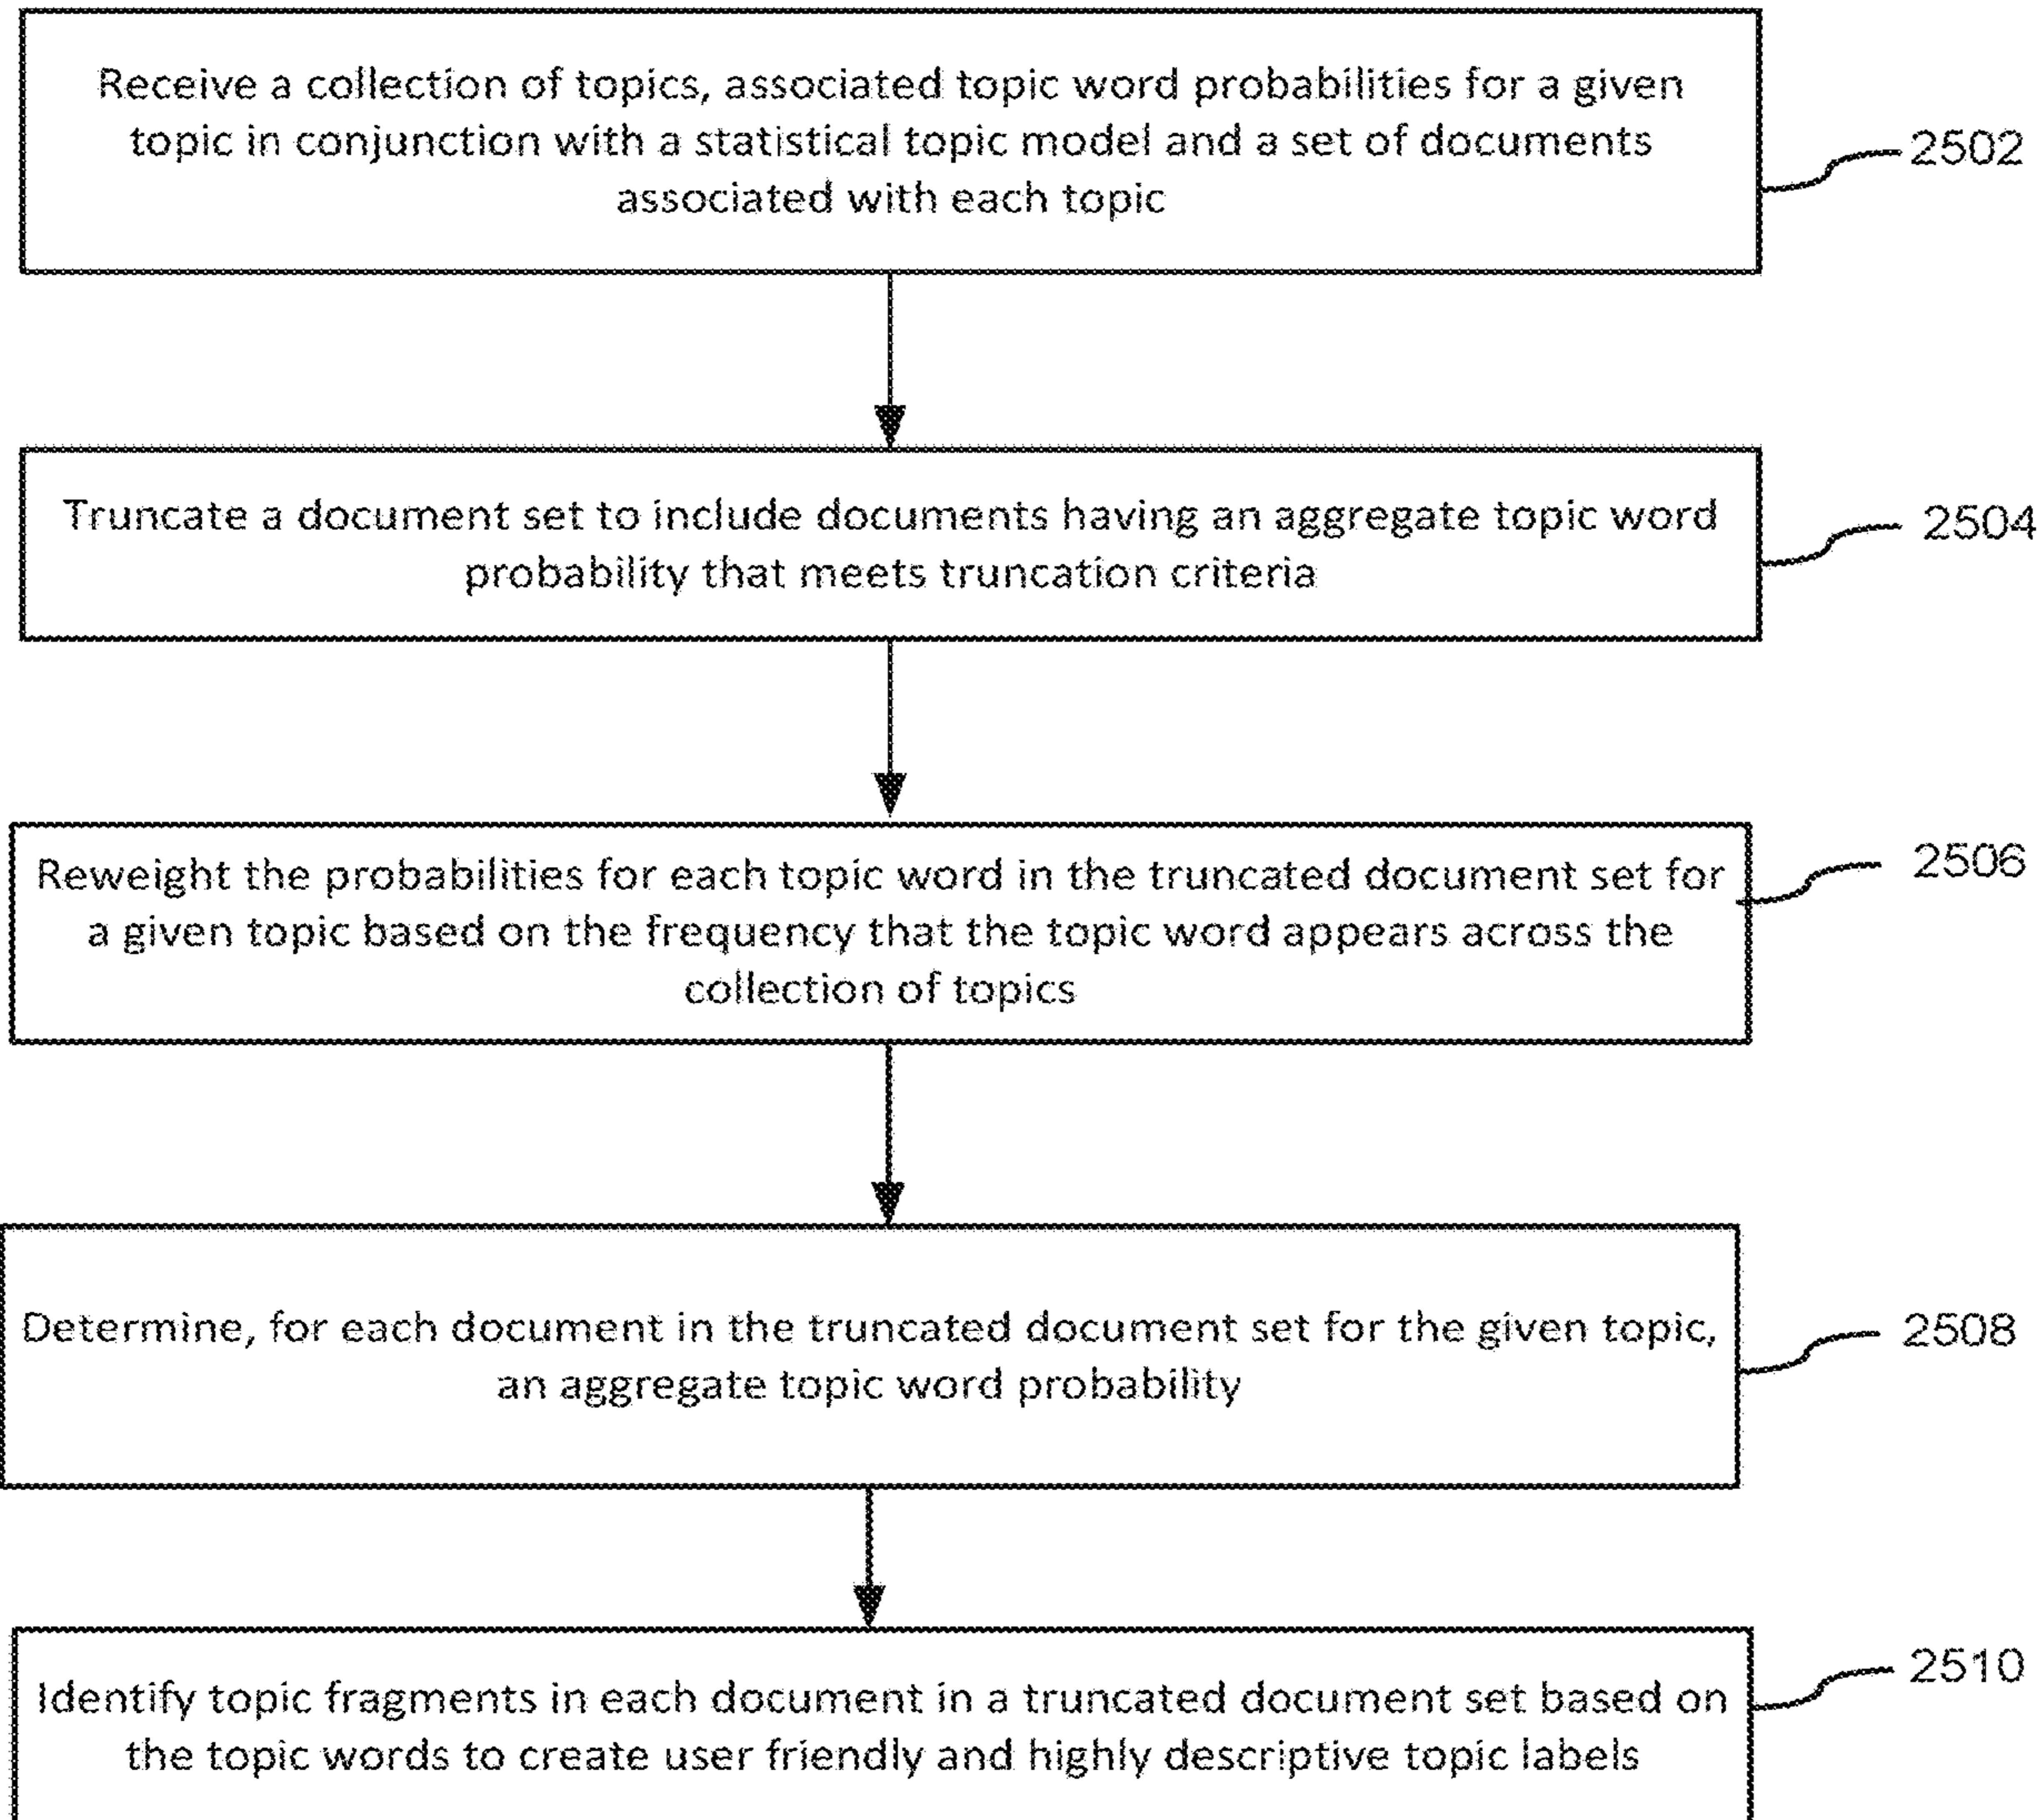 Receive a collection of topics, associated topic word probabilities for a given
topic in conjunction with a statistical topic model and a set of documents
associated with each topic
2502
Truncate a document set to include documents having an aggregate topic word
probability that meets truncation criteria
2504
Reweight the probabilities for each topic word in the truncated document set for
a given topic based on the frequency that the topic word appears across the
collection of topics
2506
Determine, for each document in the truncated document set for the given topic,
an aggregate topic word probability
2508
Identify topic fragments in each document in a truncated document set based on
the topic words to create user friendly and highly descriptive topic labels
2510